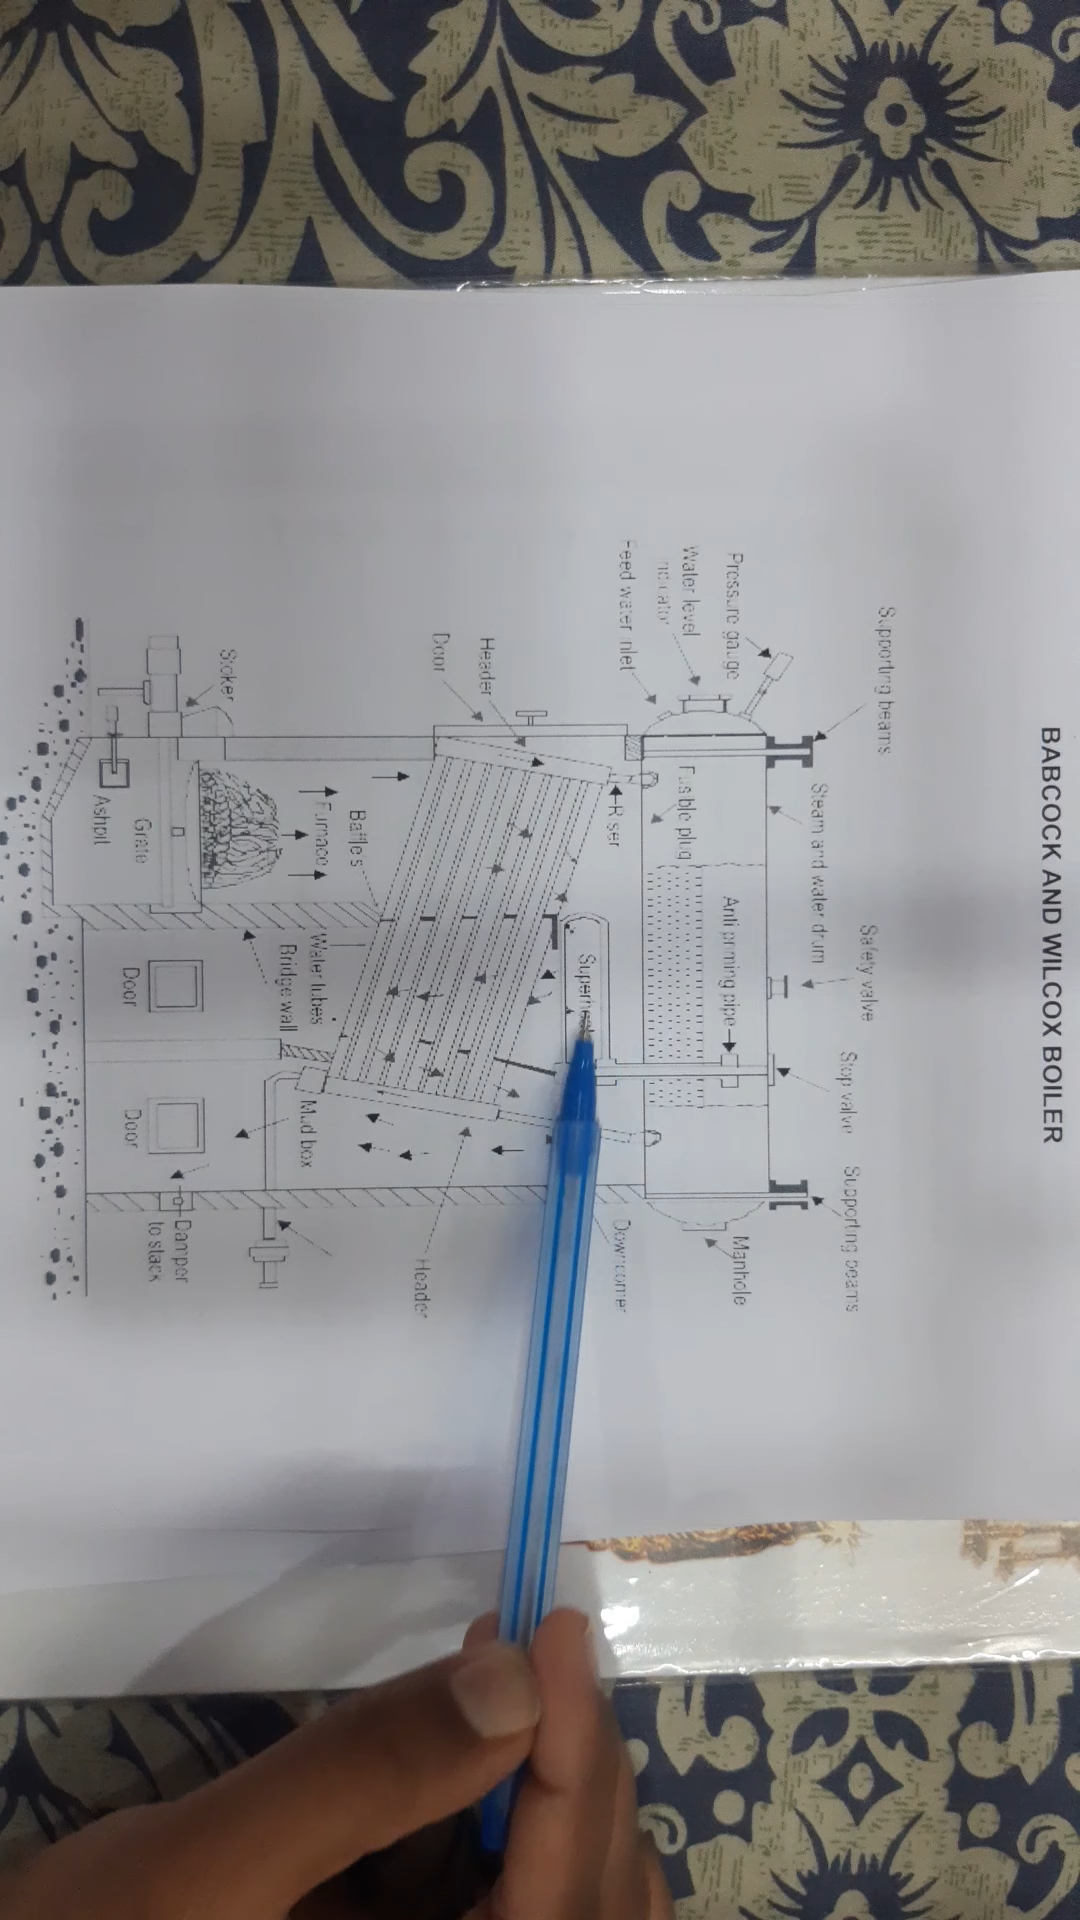 BABCOCK AND WILCOX BOILER
Supporting beams
Steam and water drum
Safety valve
Stop valve
Supporting beams
Pressure gauge
Water level
indicator
Feed water inlet
Anti priming pipe
Manhole
Fusible plug
Riser
Downcomer
Header
Door
Baffles
Header
Furnace
Water tubes
Bridge wall
Mud box
Stoker
Grate
Ashpit
Door
Door
Damper
to stack